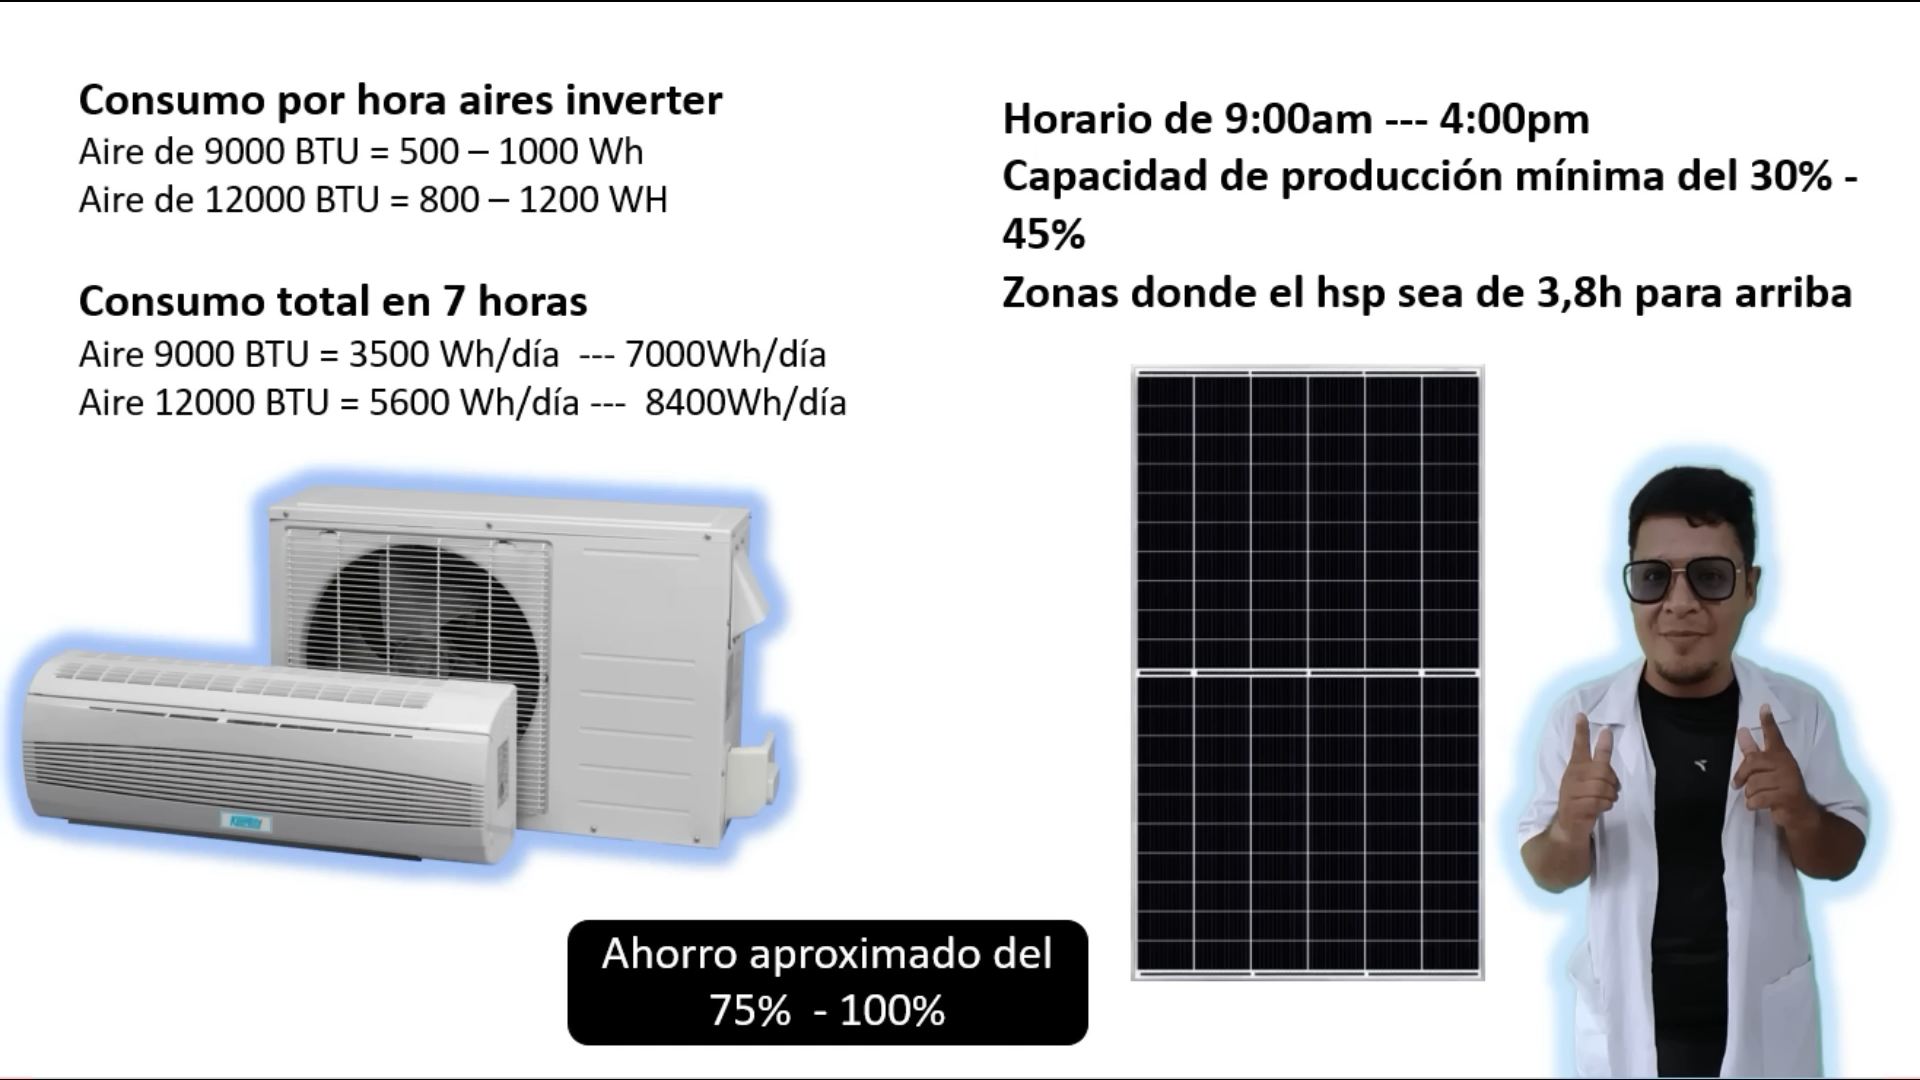 Consumo por hora aires inverter
Aire de 9000 BTU = 500 – 1000 Wh
Aire de 12000 BTU = 800 – 1200 WH
Consumo total en 7 horas
Aire 9000 BTU = 3500 Wh/día --- 7000Wh/día
Aire 12000 BTU = 5600 Wh/día --- 8400Wh/día
Horario de 9:00am --- 4:00pm
Capacidad de producción mínima del 30% -
45%
Zonas donde el hsp sea de 3,8h para arriba
Ahorro aproximado del
75% - 100%